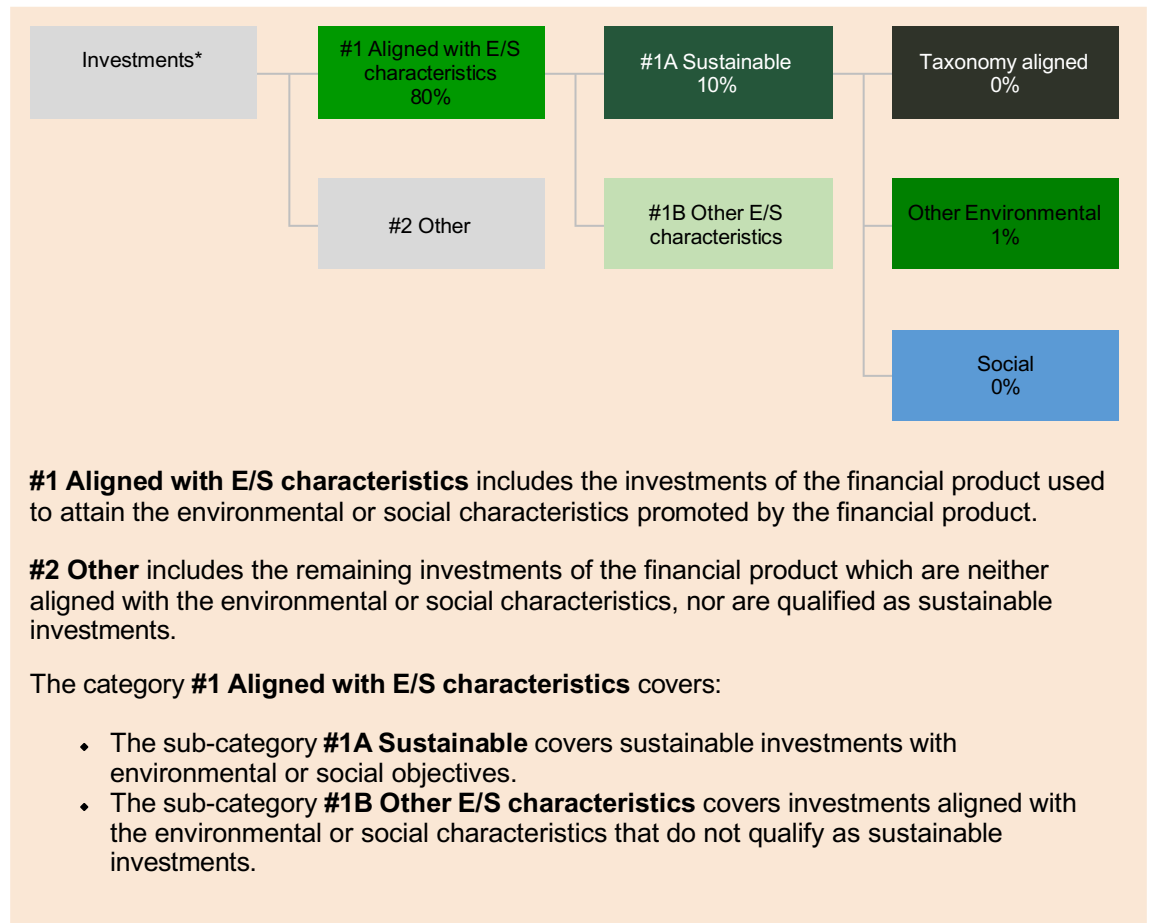 Investments*
#1 Aligned with E/S
characteristics
80%
#1A Sustainable
10%
Taxonomy aligned
0%
#2 Other
#1B Other E/S
characteristics
Other Environmental
1%
Social
0%
#1 Aligned with E/S characteristics includes the investments of the financial product used
to attain the environmental or social characteristics promoted by the financial product.
#2 Other includes the remaining investments of the financial product which are neither
aligned with the environmental or social characteristics, nor are qualified as sustainable
investments.
The category #1 Aligned with E/S characteristics covers:
The sub-category #1A Sustainable covers sustainable investments with
environmental or social objectives.
The sub-category #1B Other E/S characteristics covers investments aligned with
the environmental or social characteristics that do not qualify as sustainable
investments.